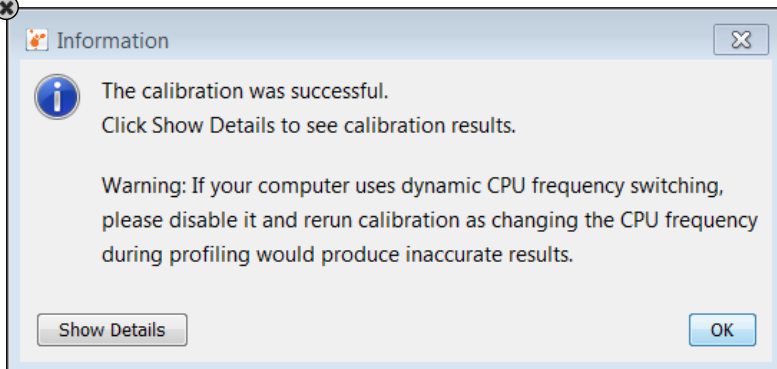 Information
The calibration was successful.
Click Show Details to see calibration results.
Warning: If your computer uses dynamic CPU frequency switching,
please disable it and rerun calibration as changing the CPU frequency
during profiling would produce inaccurate results.
Show Details
OK